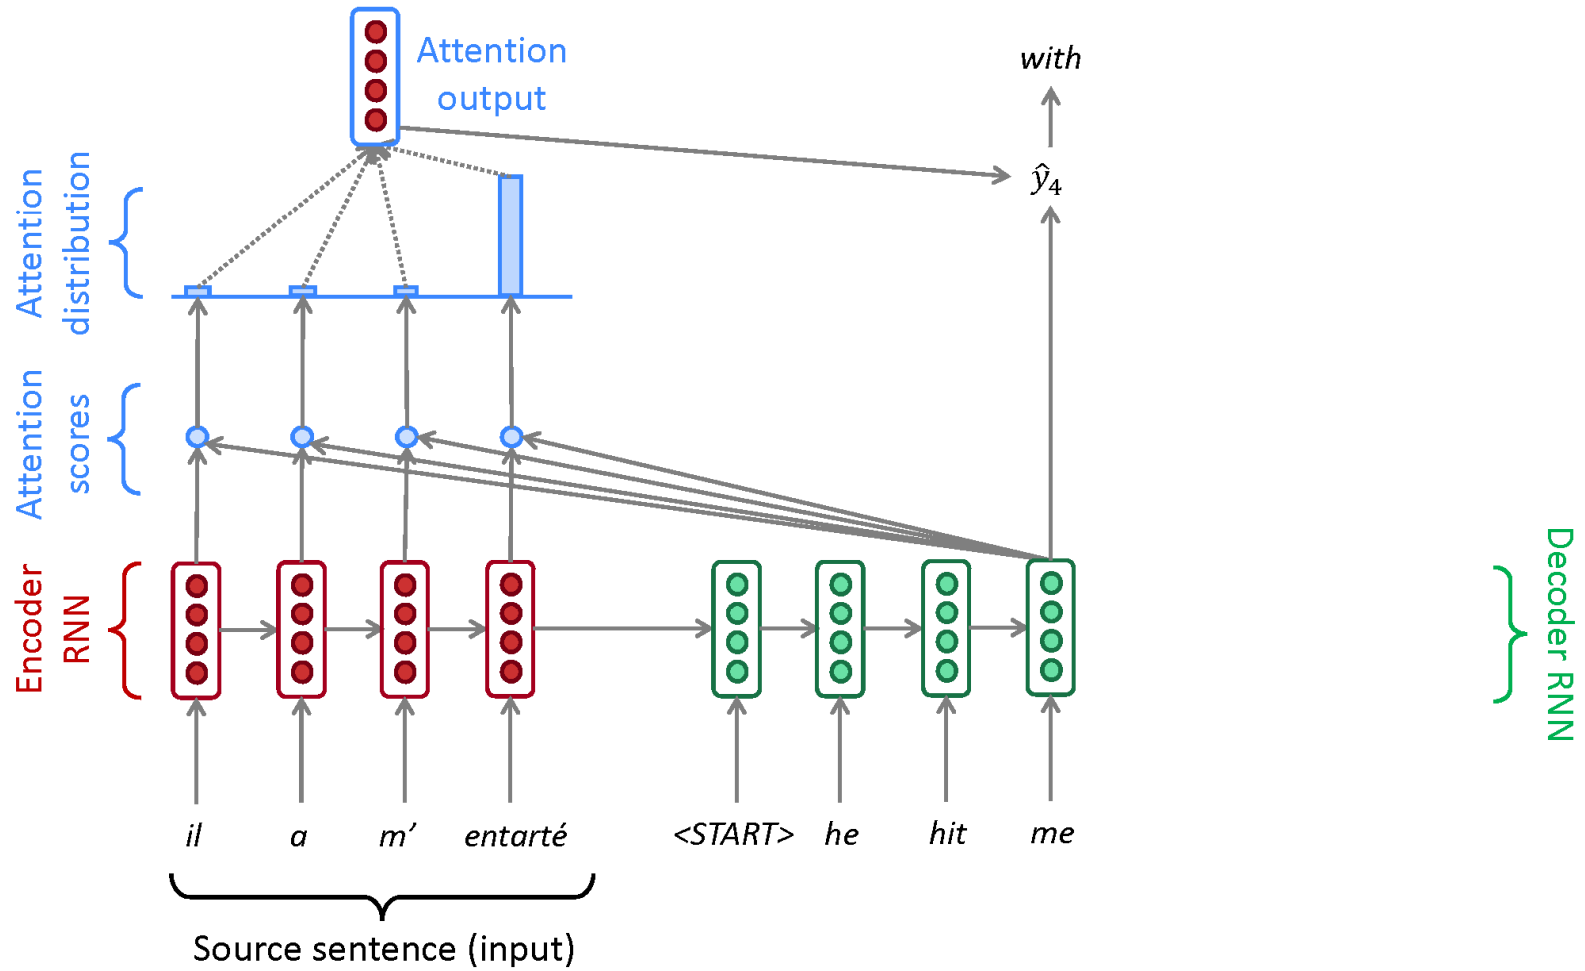 Attention
output
with
Attention
distribution
ŷ₄
Attention
scores
Encoder
RNN
Decoder RNN
il a m’ entarté <START> he hit me
Source sentence (input)